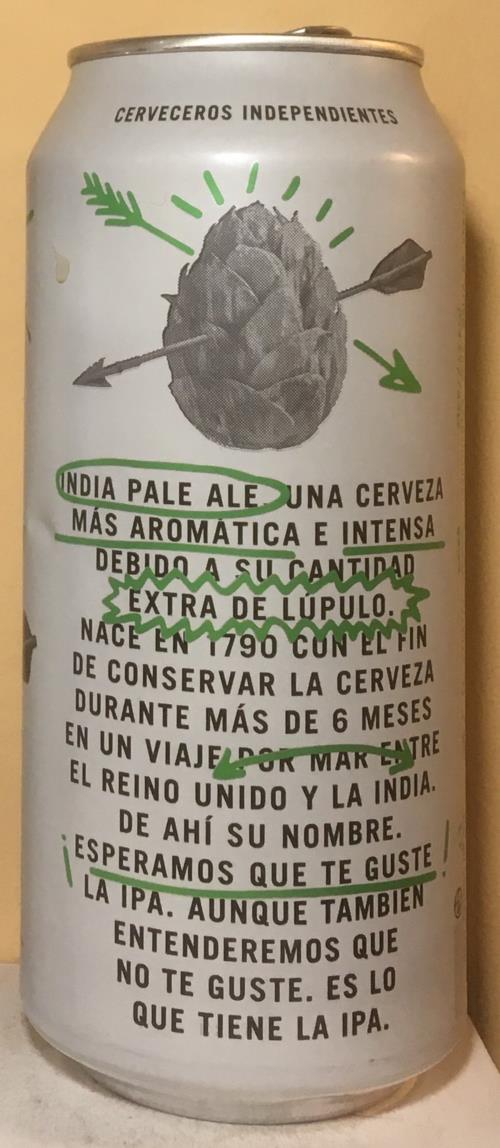 CERVECEROS INDEPENDIENTES
INDIA PALE ALE. UNA CERVEZA
MÁS AROMÁTICA E INTENSA
DEBIDO A SU CANTIDAD
EXTRA DE LÚPULO.
NACE EN 1790 CON EL FIN
DE CONSERVAR LA CERVEZA
DURANTE MÁS DE 6 MESES
EN UN VIAJE POR MAR ENTRE
EL REINO UNIDO Y LA INDIA.
DE AHÍ SU NOMBRE.
¡ESPERAMOS QUE TE GUSTE!
LA IPA. AUNQUE TAMBIÉN
ENTENDEREMOS QUE
NO TE GUSTE. ES LO
QUE TIENE LA IPA.